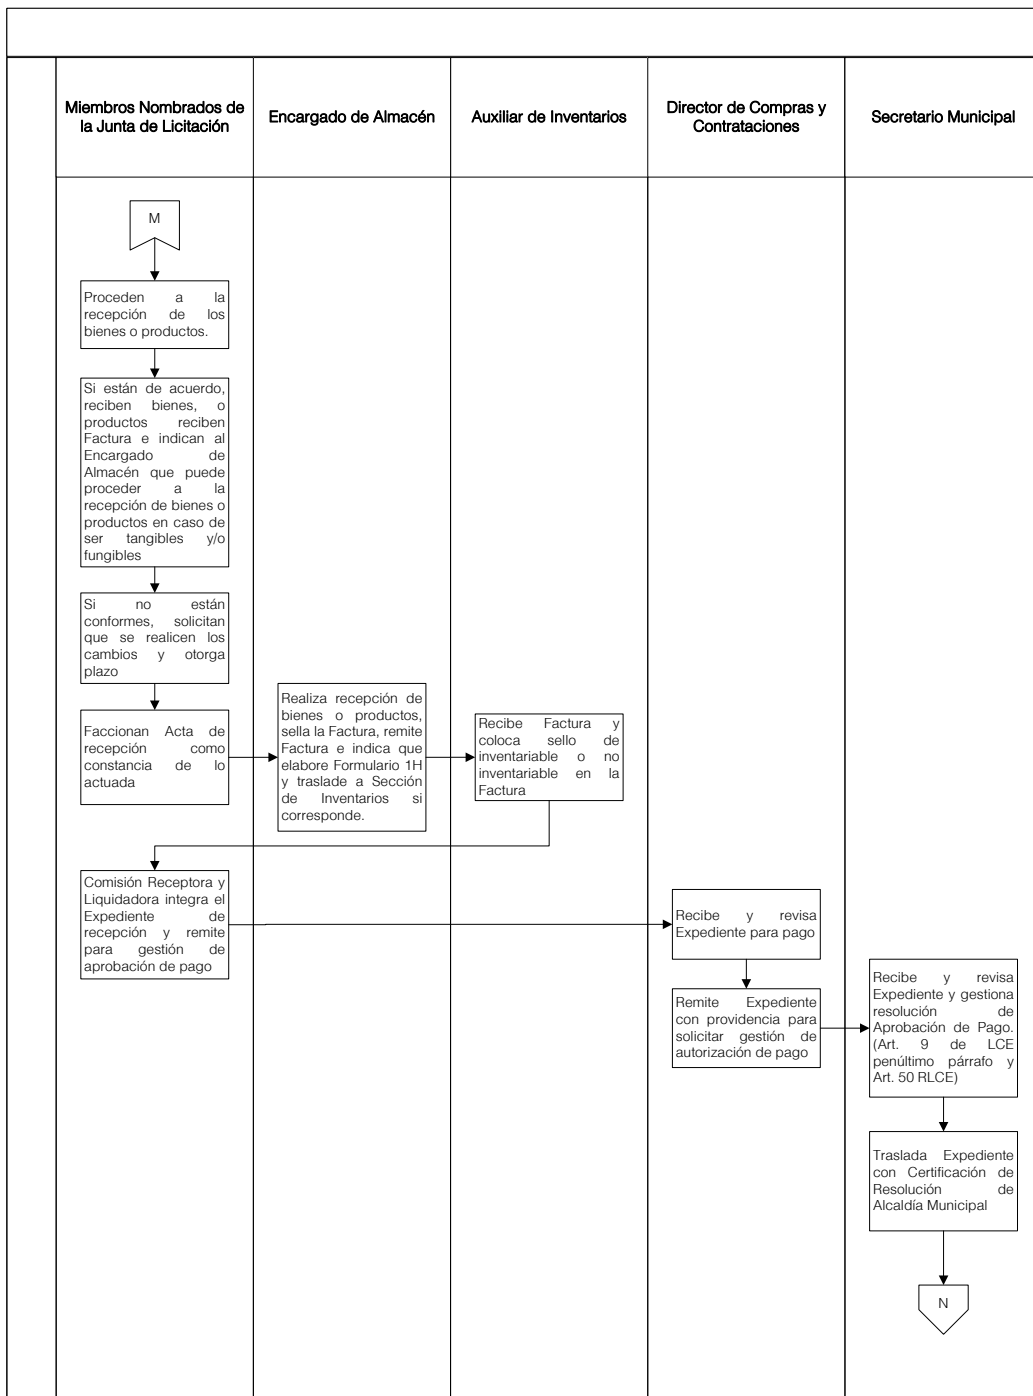 Miembros Nombrados de
la Junta de Licitación
Encargado de Almacén
Auxiliar de Inventarios
Director de Compras y
Contrataciones
Secretario Municipal
M
Proceden a la
recepción de los
bienes o productos.
Si están de acuerdo,
reciben bienes, o
productos reciben
Factura e indican al
Encargado de
Almacén que puede
proceder a la
recepción de bienes o
productos en caso de
ser tangibles y/o
fungibles
Si no están
conformes, solicitan
que se realicen los
cambios y otorga
plazo
Faccionan Acta de
recepción como
constancia de lo
actuada
Realiza recepción de
bienes o productos,
sella la Factura, remite
Factura e indica que
elabore Formulario 1H
y traslade a Sección
de Inventarios si
corresponde.
Recibe Factura y
coloca sello de
inventariable o no
inventariable en la
Factura
Comisión Receptora y
Liquidadora integra el
Expediente de
recepción y remite
para gestión de
aprobación de pago
Recibe y revisa
Expediente para pago
Remite Expediente
con providencia para
solicitar gestión de
autorización de pago
Recibe y revisa
Expediente y gestiona
resolución de
Aprobación de Pago.
(Art. 9 de LCE
penúltimo párrafo y
Art. 50 RLCE)
Traslada Expediente
con Certificación de
Resolución de
Alcaldía Municipal
N